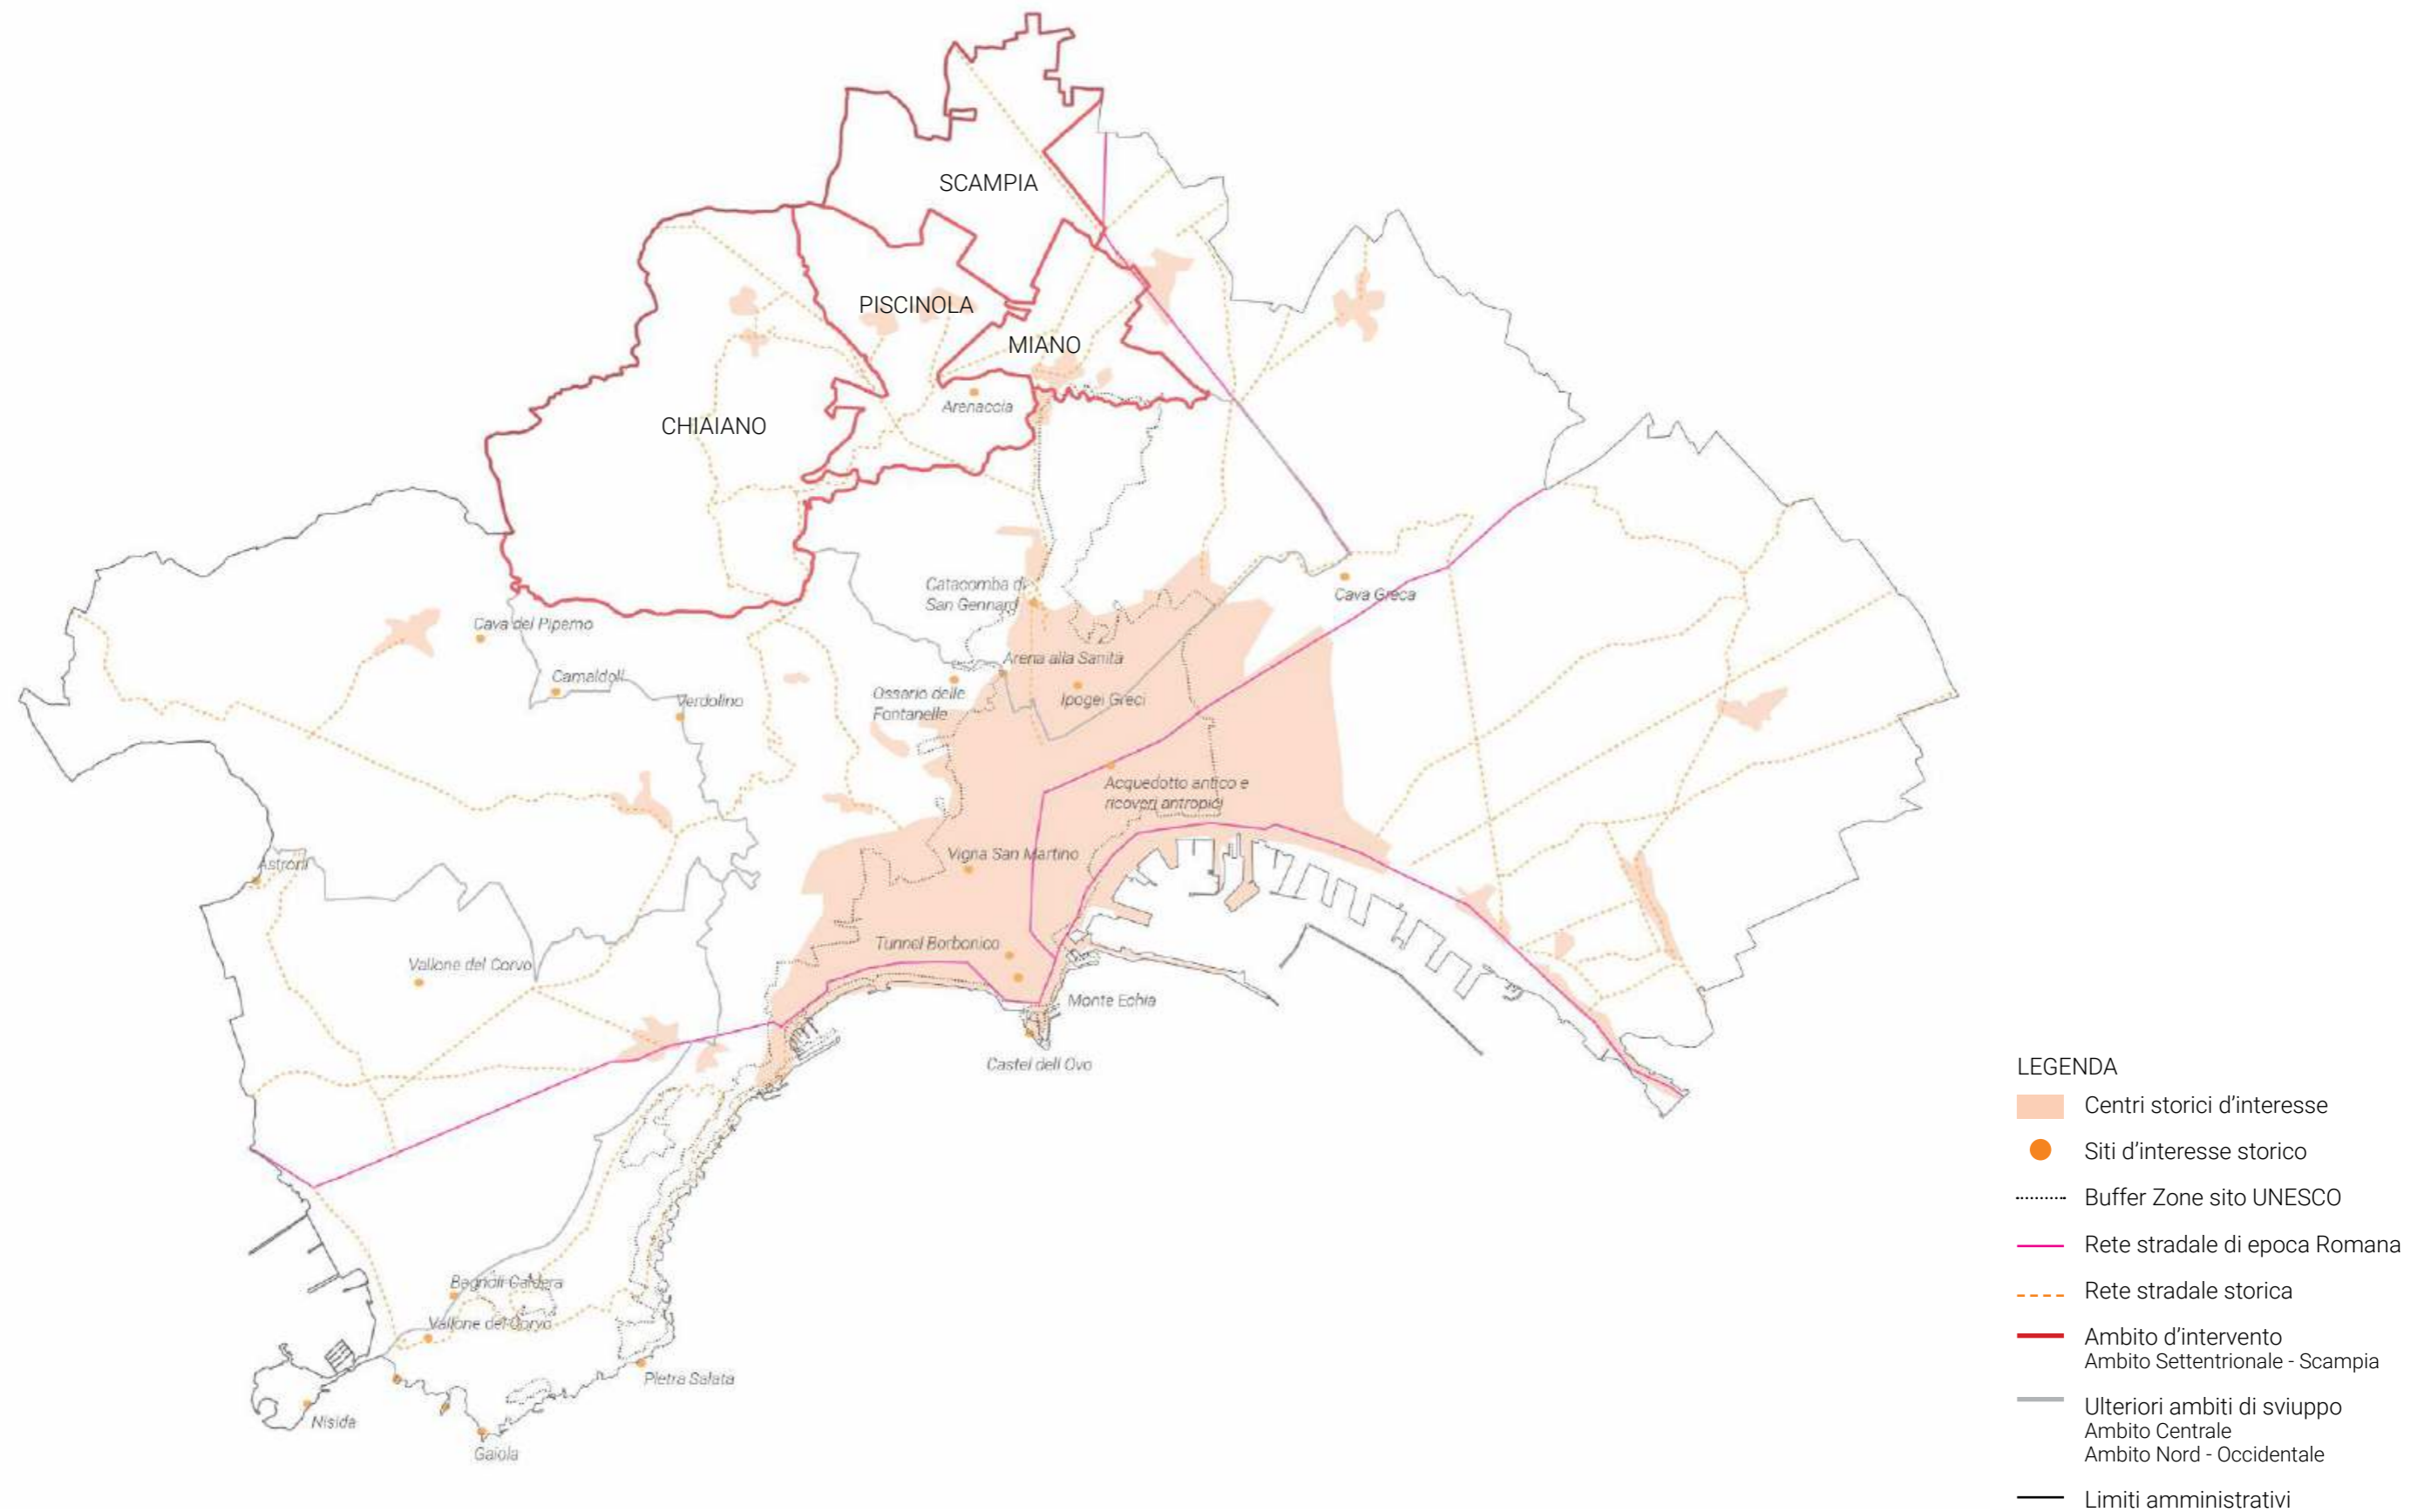 SCAMPIA
PISCINOLA
MIANO
Arenaccia
CHIAIANO
Catacomba di
San Gennaro
Cava Greca
Cava del Piperno
Arena alla Sanità
Camaldoli
Ossario delle
Fontanelle
Ipogei Greci
Verdolino
Acquedotto antico e
ricoveri antropici
Vigna San Martino
Astroni
Tunnel Borbonico
Vallone del Corvo
Monte Echia
Castel dell Ovo
Bagnoli Caldera
Vallone del Corvo
Pietra Salata
Nisida
Gaiola
LEGENDA
Centri storici d'interesse
Siti d'interesse storico
Buffer Zone sito UNESCO
Rete stradale di epoca Romana
Rete stradale storica
Ambito d'intervento
Ambito Settentrionale - Scampia
Ulteriori ambiti di sviuppo
Ambito Centrale
Ambito Nord - Occidentale
Limiti amministrativi